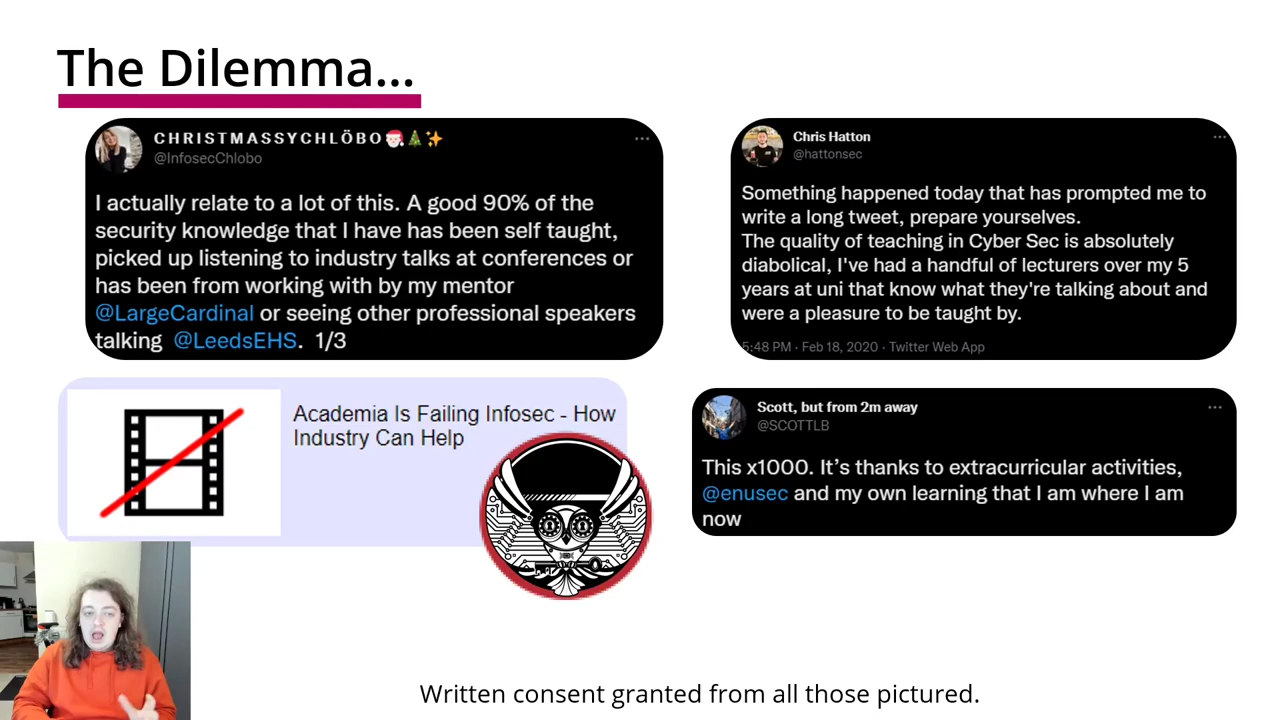 The Dilemma...
C H R I S T M A S S Y C H L Ö B O🎅🎄✨
@InfosecChlobo
I actually relate to a lot of this. A good 90% of the
security knowledge that I have has been self taught,
picked up listening to industry talks at conferences or
has been from working with by my mentor
@LargeCardinal or seeing other professional speakers
talking @LeedsEHS. 1/3
Chris Hatton
@hattonsec
Something happened today that has prompted me to
write a long tweet, prepare yourselves.
The quality of teaching in Cyber Sec is absolutely
diabolical, I've had a handful of lecturers over my 5
years at uni that know what they're talking about and
were a pleasure to be taught by.
5:48 PM · Feb 18, 2020 · Twitter Web App
Academia Is Failing Infosec - How
Industry Can Help
Scott, but from 2m away
@SCOTTLB
This x1000. It’s thanks to extracurricular activities,
@enusec and my own learning that I am where I am
now
Written consent granted from all those pictured.